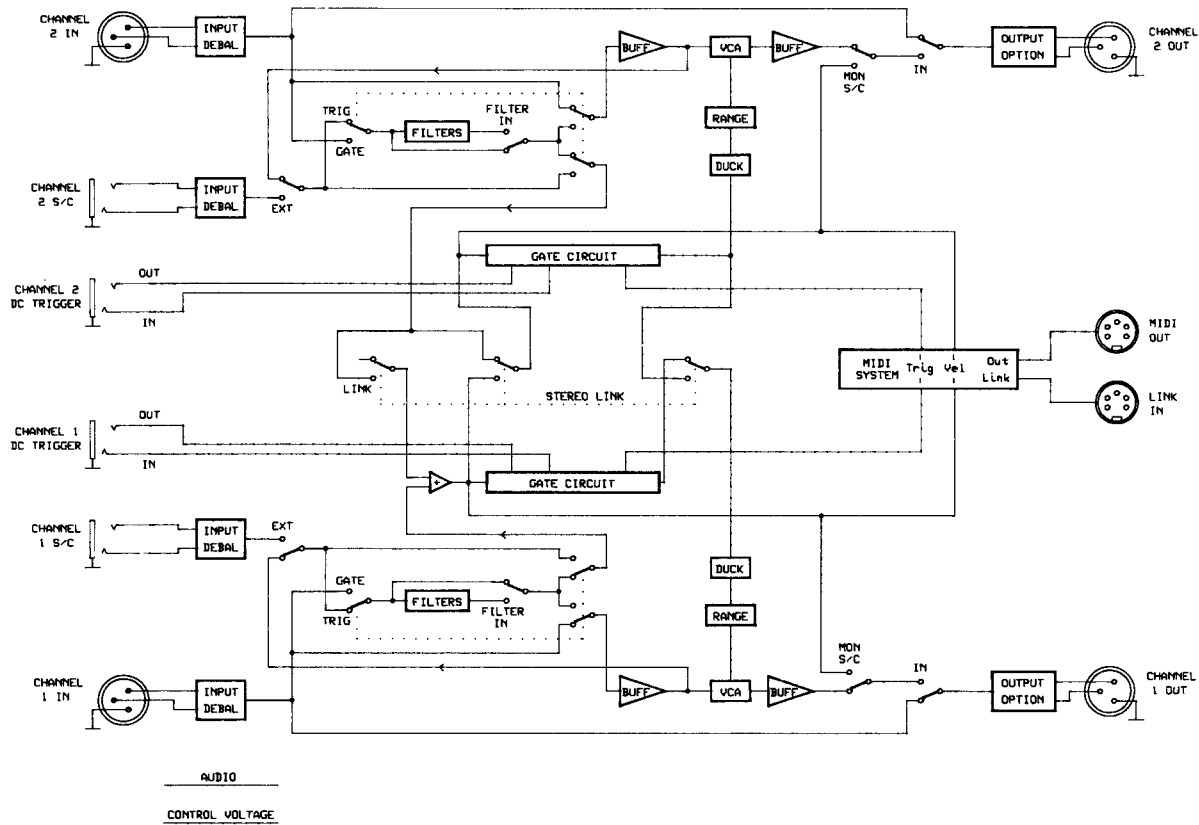 CHANNEL
2 IN
INPUT
DEBAL
BUFF
VCA
BUFF
MON
S/C
IN
OUTPUT
OPTION
CHANNEL
2 OUT
TRIG
GATE
FILTERS
FILTER
IN
RANGE
DUCK
CHANNEL
2 S/C
INPUT
DEBAL
EXT
CHANNEL 2
DC TRIGGER
OUT
IN
GATE CIRCUIT
LINK
STEREO LINK
MIDI
SYSTEM
Trig
Vel
Out
Link
MIDI
OUT
LINK
IN
CHANNEL 1
DC TRIGGER
OUT
IN
+
GATE CIRCUIT
CHANNEL
1 S/C
INPUT
DEBAL
EXT
GATE
TRIG
FILTERS
FILTER
IN
DUCK
RANGE
CHANNEL
1 IN
INPUT
DEBAL
BUFF
VCA
BUFF
MON
S/C
IN
OUTPUT
OPTION
CHANNEL
1 OUT
AUDIO
CONTROL VOLTAGE